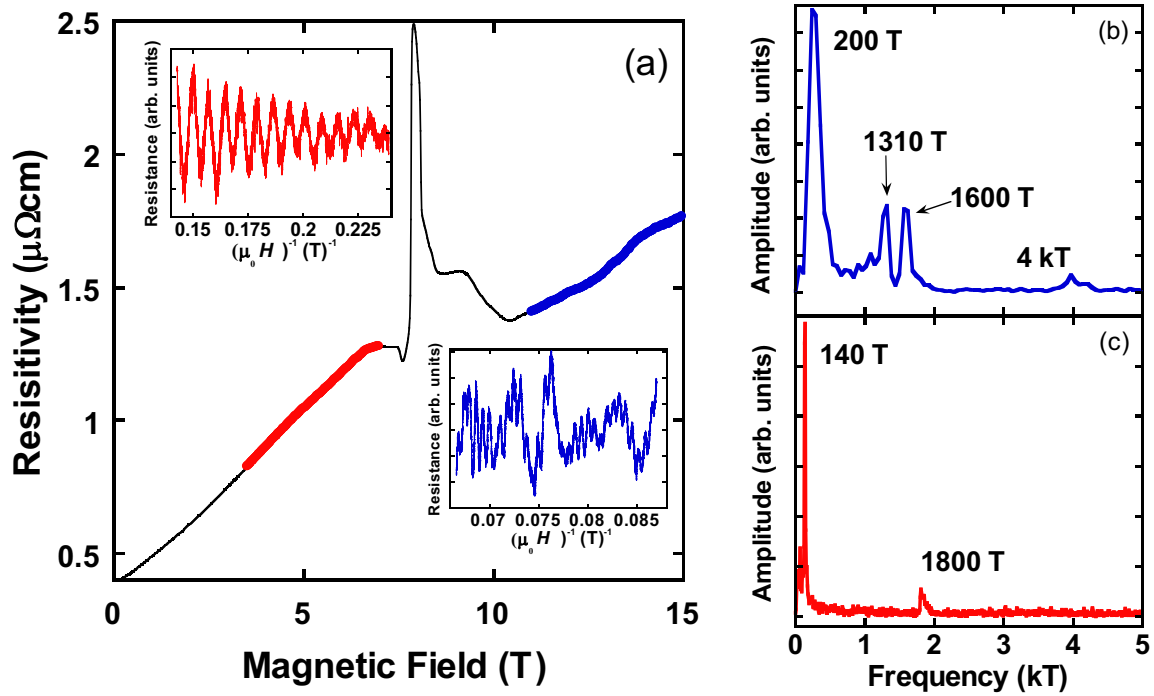 (a)
Resisitivity (μΩcm)
2.5
2
1.5
1
0.5
0
5
10
15
Magnetic Field (T)
Resistance (arb. units)
0.15
0.175
0.2
0.225
(μ₀ H )⁻¹ (T)⁻¹
Resistance (arb. units)
0.07
0.075
0.08
0.085
(μ₀ H )⁻¹ (T)⁻¹
(b)
Amplitude (arb. units)
200 T
1310 T
1600 T
4 kT
(c)
Amplitude (arb. units)
140 T
1800 T
0
1
2
3
4
5
Frequency (kT)